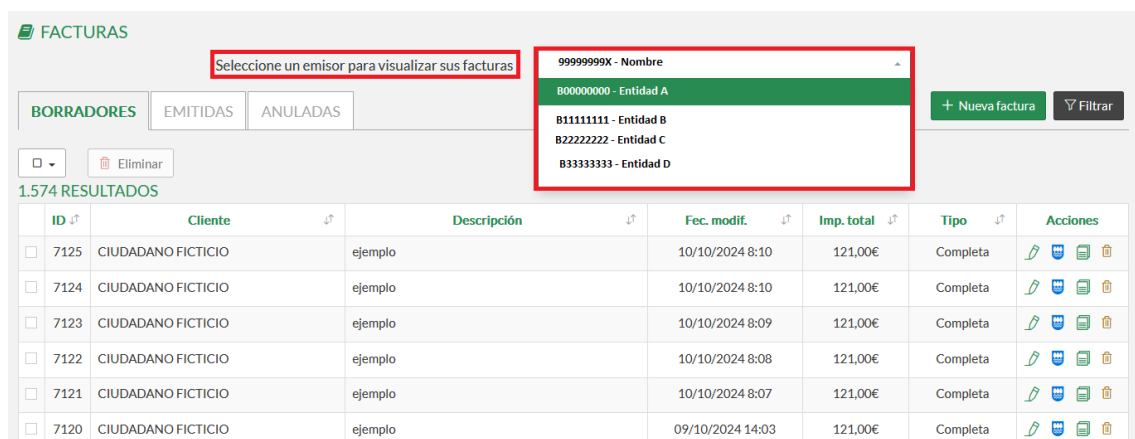 FACTURAS
Seleccione un emisor para visualizar sus facturas
99999999X - Nombre
B00000000 - Entidad A
B11111111 - Entidad B
B22222222 - Entidad C
B33333333 - Entidad D
BORRADORES EMITIDAS ANULADAS
+ Nueva factura Filtrar
Eliminar
1.574 RESULTADOS
ID Cliente Descripción Fec. modif. Imp. total Tipo Acciones
7125 CIUDADANO FICTICIO ejemplo 10/10/2024 8:10 121,00€ Completa
7124 CIUDADANO FICTICIO ejemplo 10/10/2024 8:10 121,00€ Completa
7123 CIUDADANO FICTICIO ejemplo 10/10/2024 8:09 121,00€ Completa
7122 CIUDADANO FICTICIO ejemplo 10/10/2024 8:08 121,00€ Completa
7121 CIUDADANO FICTICIO ejemplo 10/10/2024 8:07 121,00€ Completa
7120 CIUDADANO FICTICIO ejemplo 09/10/2024 14:03 121,00€ Completa